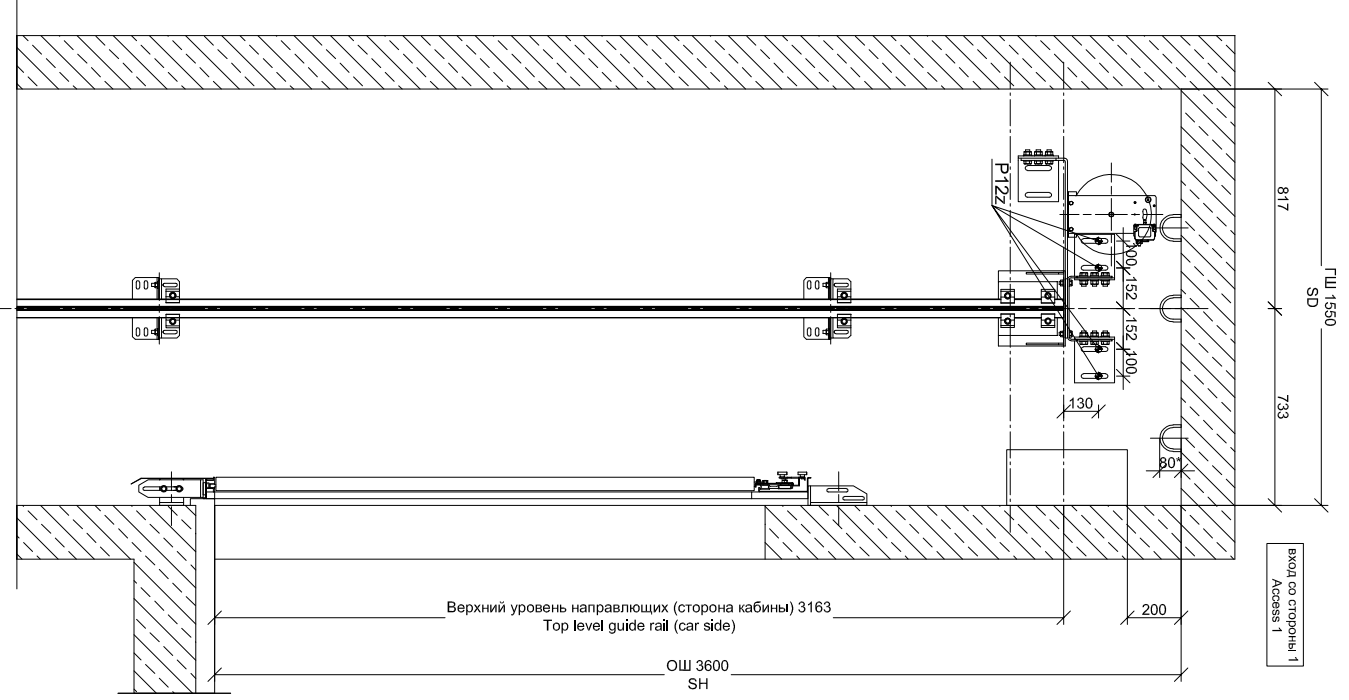 ГШ 1550
SD
817
733
P12z
100
152
152
100
130
80*
вход со стороны 1
Access 1
Верхний уровень направлющих (сторона кабины) 3163
Top level guide rail (car side)
200
ОШ 3600
SH